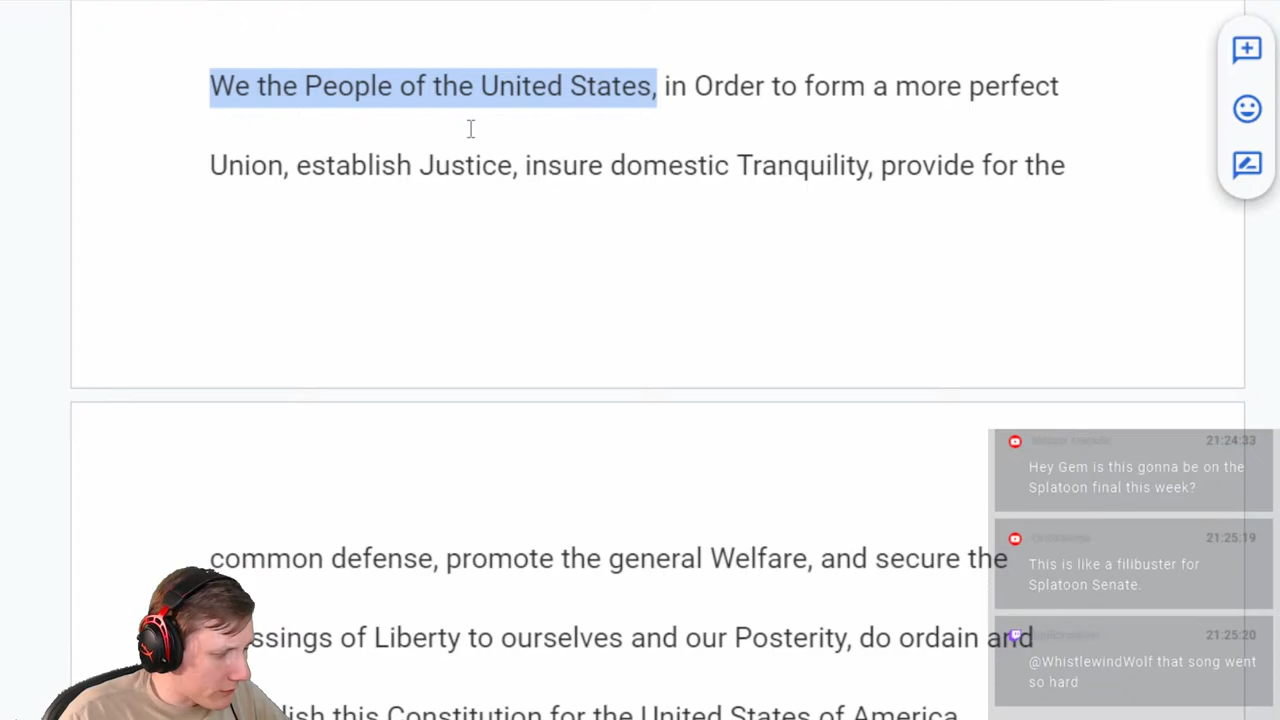 We the People of the United States, in Order to form a more perfect
Union, establish Justice, insure domestic Tranquility, provide for the
common defense, promote the general Welfare, and secure the
ssings of Liberty to ourselves and our Posterity, do ordain and
lish this Constitution for the United States of America
21:24:33
Hey Gem is this gonna be on the
Splatoon final this week?
21:25:19
This is like a filibuster for
Splatoon Senate.
21:25:20
@WhistlewindWolf that song went
so hard